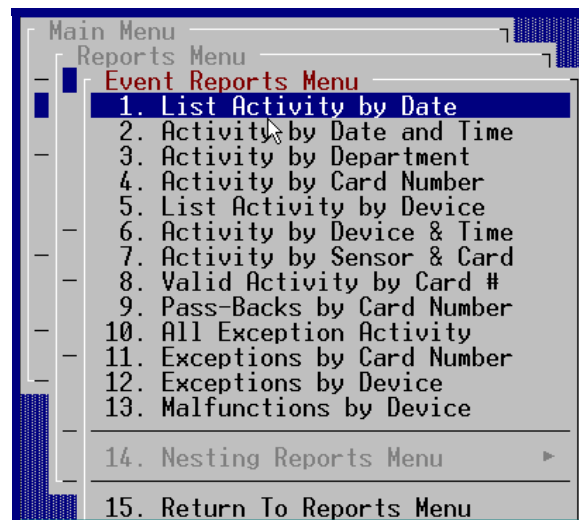 Main Menu
Reports Menu
Event Reports Menu
1. List Activity by Date
2. Activity by Date and Time
3. Activity by Department
4. Activity by Card Number
5. List Activity by Device
6. Activity by Device & Time
7. Activity by Sensor & Card
8. Valid Activity by Card #
9. Pass-Backs by Card Number
10. All Exception Activity
11. Exceptions by Card Number
12. Exceptions by Device
13. Malfunctions by Device
14. Nesting Reports Menu
15. Return To Reports Menu